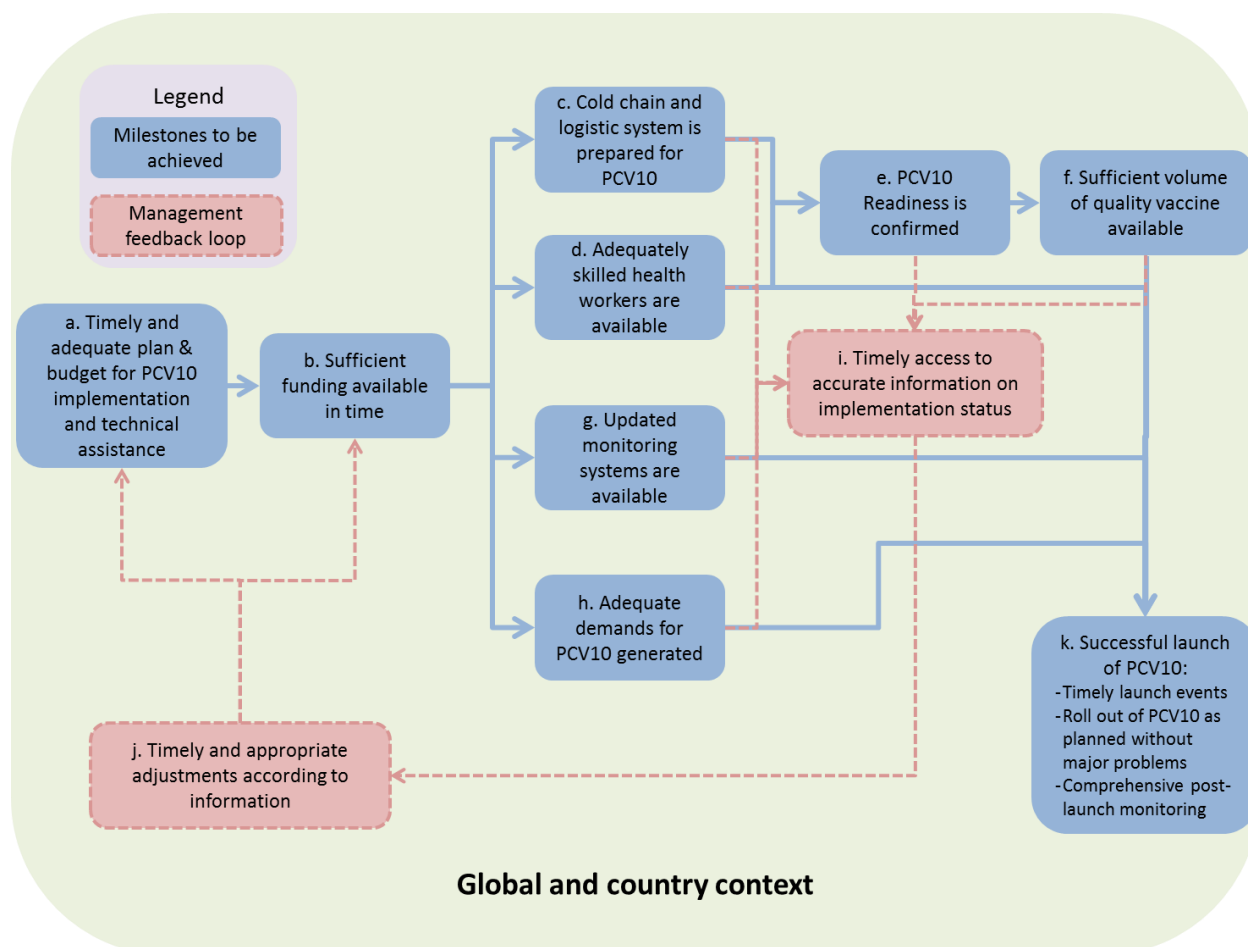 Legend
Milestones to be
achieved
Management
feedback loop
a. Timely and
adequate plan &
budget for PCV10
implementation
and technical
assistance
b. Sufficient
funding available
in time
c. Cold chain and
logistic system is
prepared for
PCV10
d. Adequately
skilled health
workers are
available
e. PCV10
Readiness is
confirmed
f. Sufficient volume
of quality vaccine
available
g. Updated
monitoring
systems are
available
h. Adequate
demands for
PCV10 generated
i. Timely access to
accurate information on
implementation status
j. Timely and appropriate
adjustments according to
information
k. Successful launch
of PCV10:
-Timely launch events
-Roll out of PCV10 as
planned without
major problems
-Comprehensive post-
launch monitoring
Global and country context